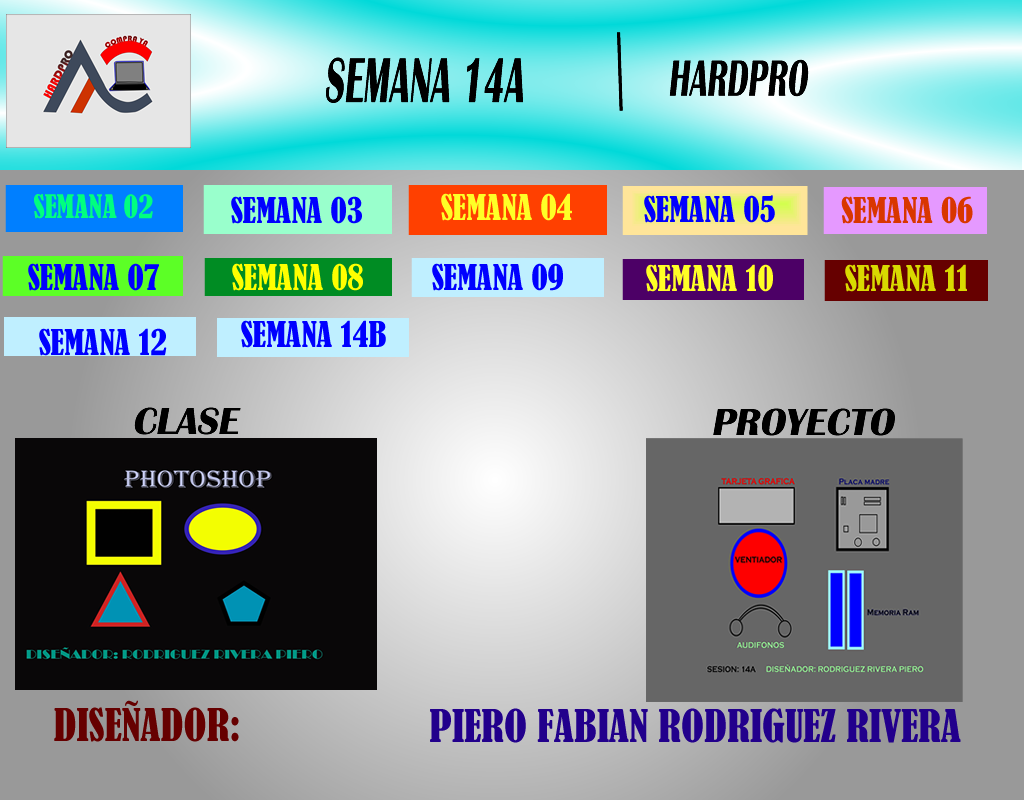 HARDPRO
COMPRA YA
SEMANA 14A
HARDPRO
SEMANA 02
SEMANA 03
SEMANA 04
SEMANA 05
SEMANA 06
SEMANA 07
SEMANA 08
SEMANA 09
SEMANA 10
SEMANA 11
SEMANA 12
SEMANA 14B
CLASE
PHOTOSHOP
DISEÑADOR: RODRIGUEZ RIVERA PIERO
PROYECTO
TARJETA GRAFICA
PLACA MADRE
VENTIADOR
MEMORIA RAM
AUDIFONOS
SESION: 14A DISEÑADOR: RODRIGUEZ RIVERA PIERO
DISEÑADOR:
PIERO FABIAN RODRIGUEZ RIVERA